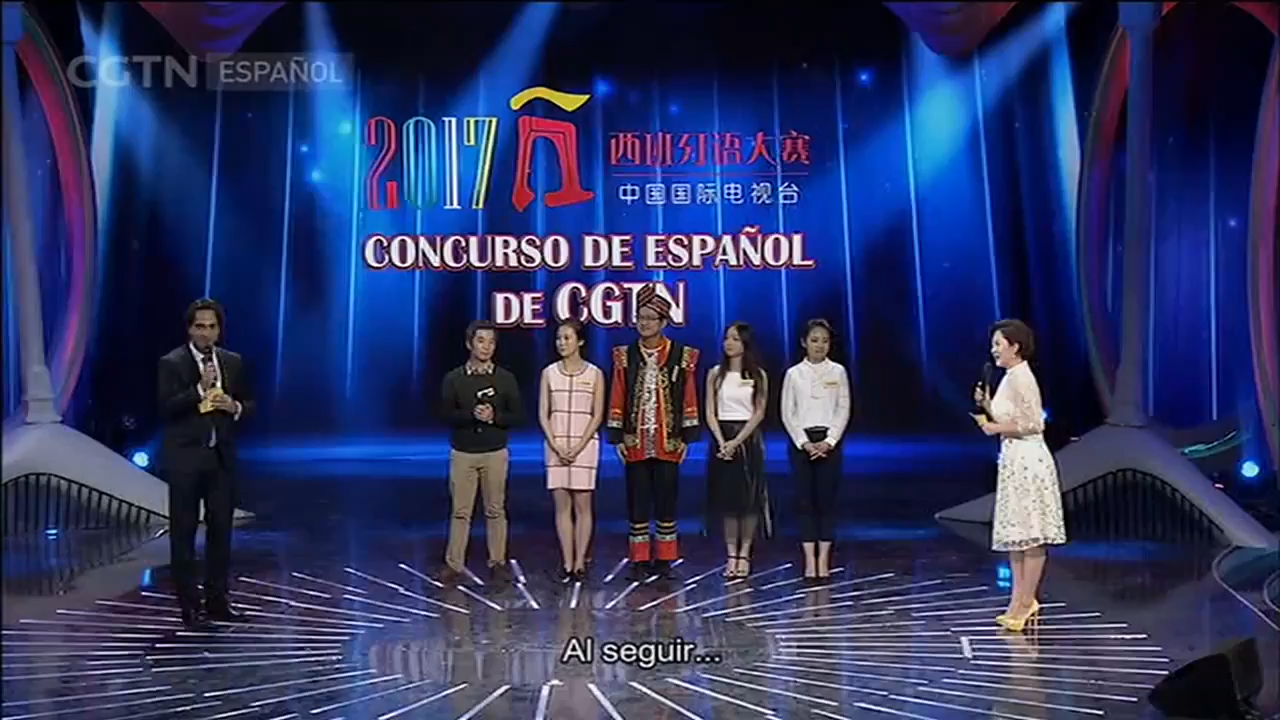 CGTN ESPAÑOL
2017 Ñ 西班牙语大赛
中国国际电视台
CONCURSO DE ESPAÑOL
DE CGTN
Al seguir...